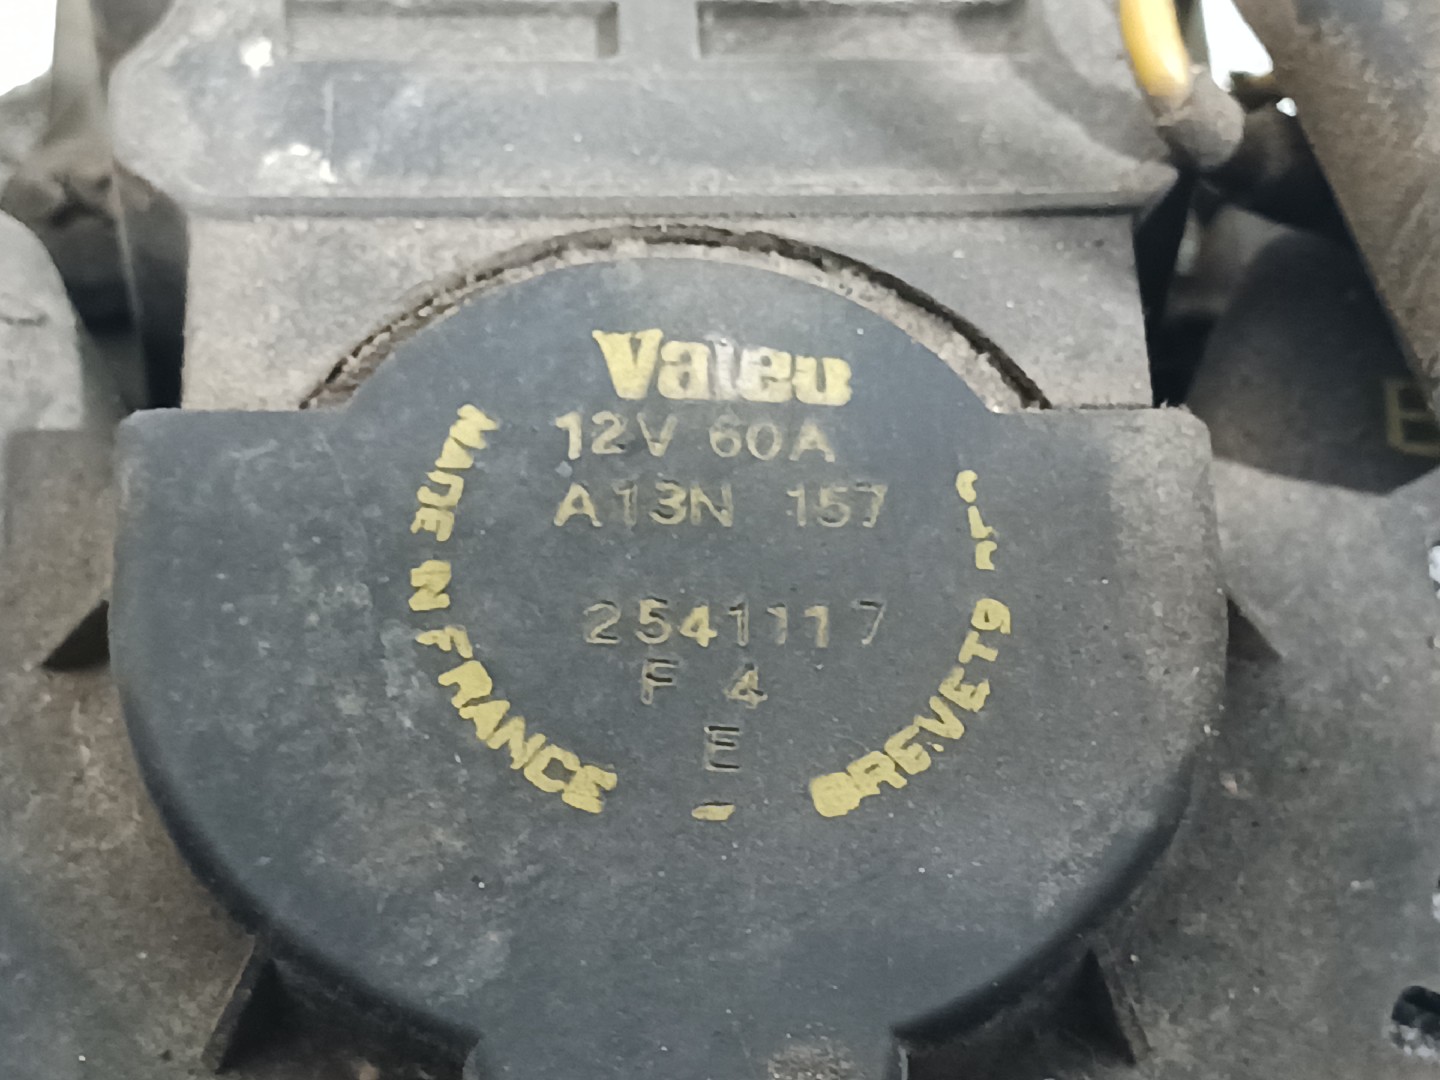 Valeo
12V 60A
A13N 157
2541117
F 4
E
MADE IN FRANCE - BREVETS